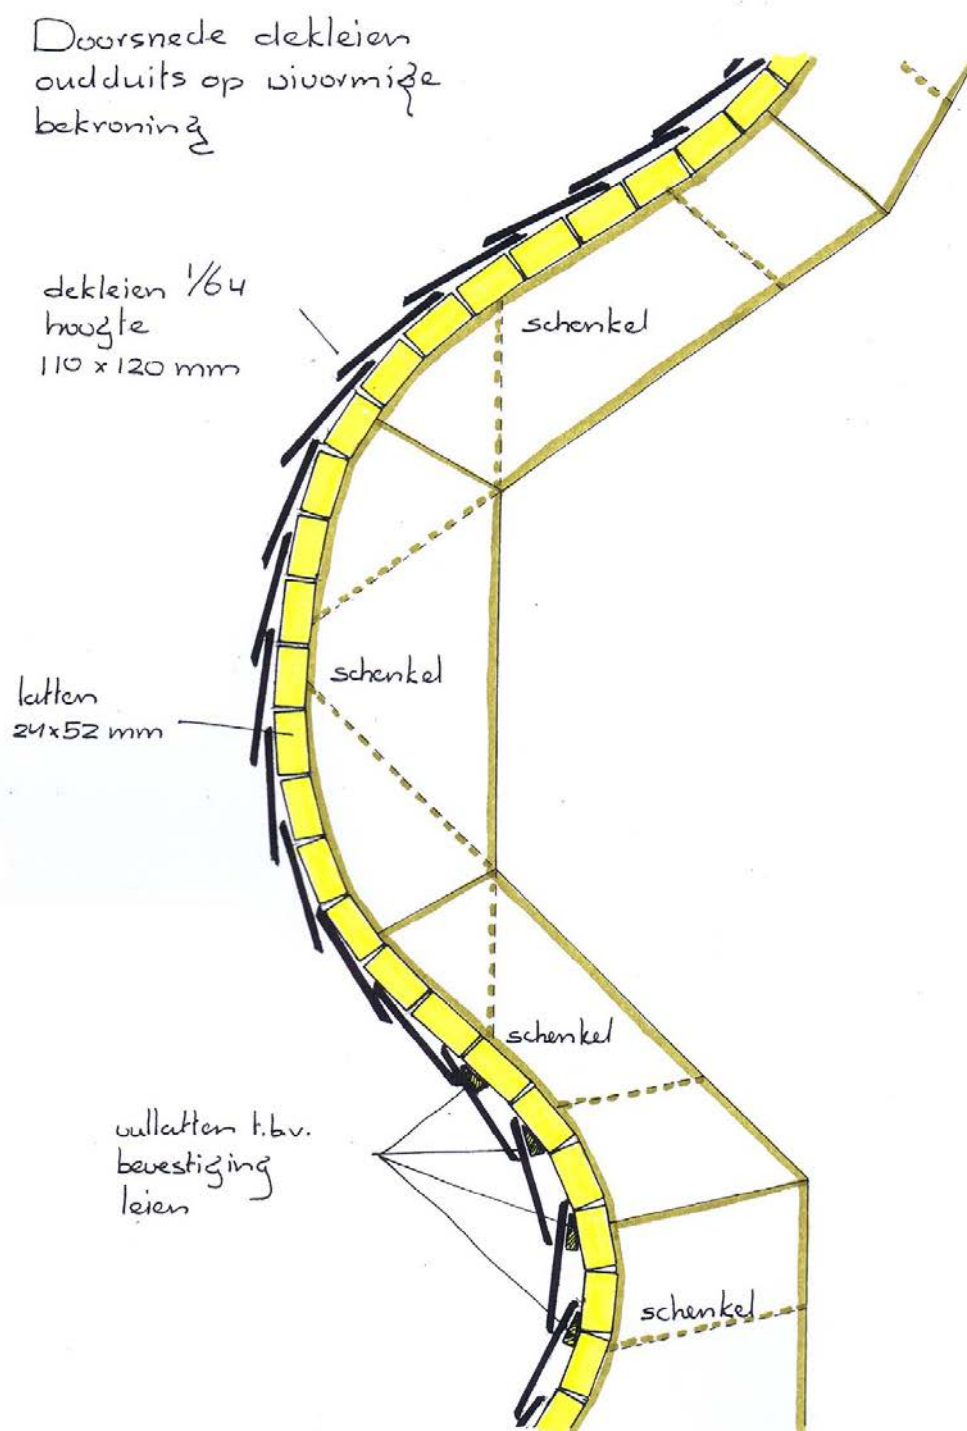 Doorsnede dekleien
oudduits op uivormige
bekroning
dekleien 1/64
hoogte
110 x 120 mm
schenkel
schenkel
latten
24x52 mm
schenkel
vullatten t.b.v.
bevestiging
leien
schenkel